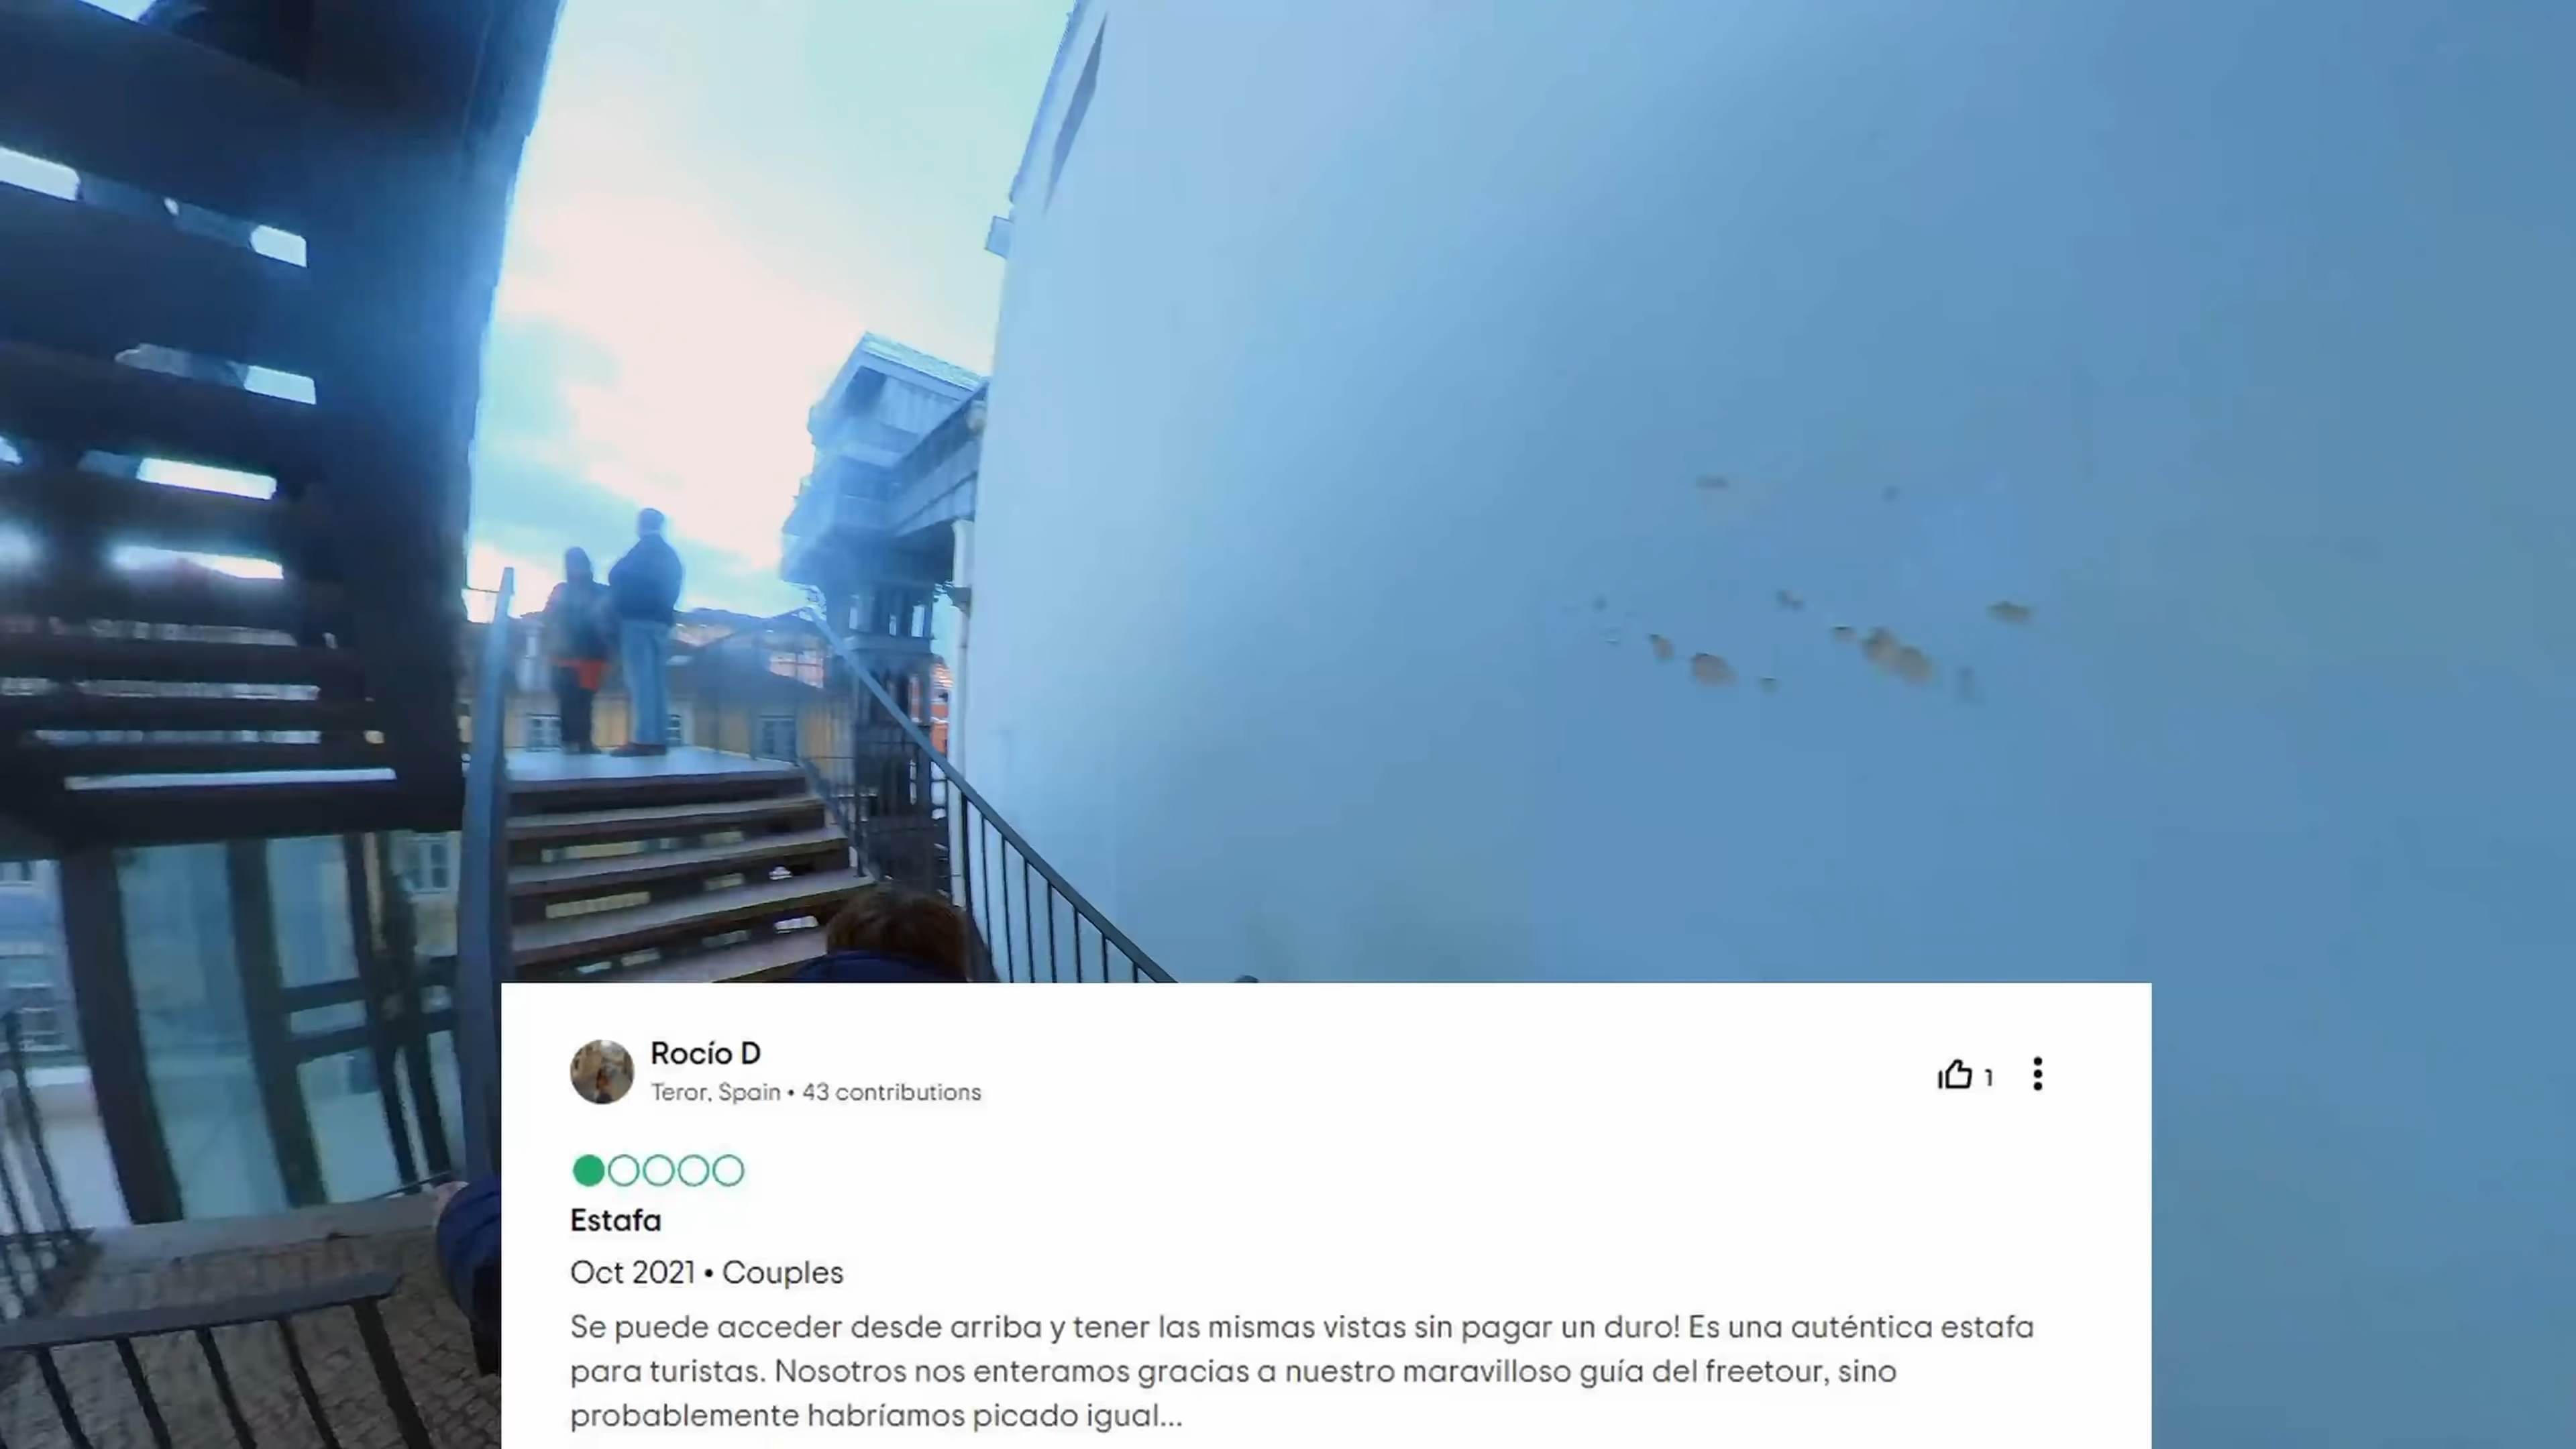 Rocío D
Teror, Spain • 43 contributions
1
Estafa
Oct 2021 • Couples
Se puede acceder desde arriba y tener las mismas vistas sin pagar un duro! Es una auténtica estafa
para turistas. Nosotros nos enteramos gracias a nuestro maravilloso guía del freetour, sino
probablemente habríamos picado igual...